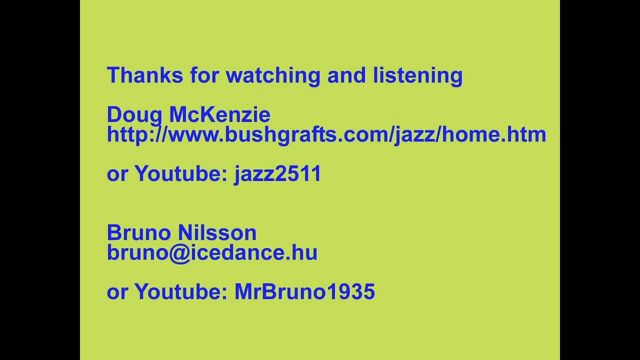 Thanks for watching and listening
Doug McKenzie
http://www.bushgrafts.com/jazz/home.htm
or Youtube: jazz2511
Bruno Nilsson
bruno@icedance.hu
or Youtube: MrBruno1935